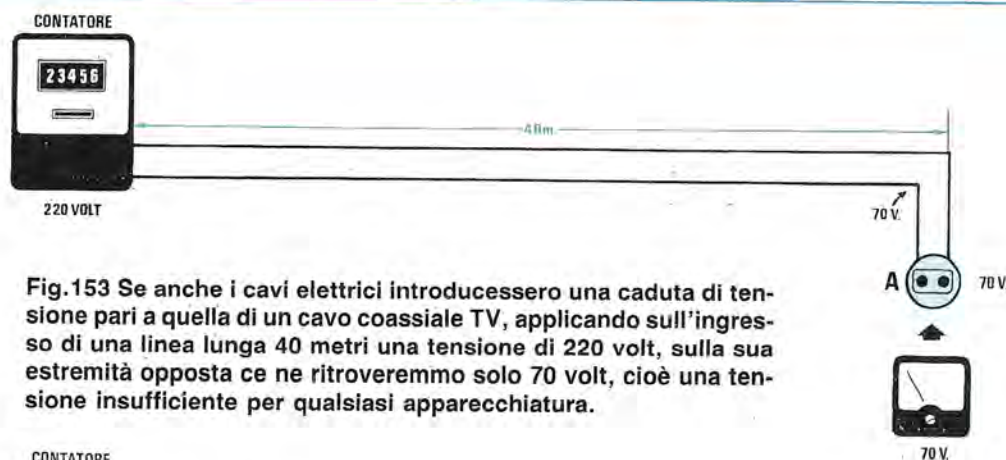 CONTATORE
23456
220 VOLT
70 V.
A
70 V.
Fig.153 Se anche i cavi elettrici introducessero una caduta di ten-
sione pari a quella di un cavo coassiale TV, applicando sull'ingres-
so di una linea lunga 40 metri una tensione di 220 volt, sulla sua
estremità opposta ce ne ritroveremmo solo 70 volt, cioè una ten-
sione insufficiente per qualsiasi apparecchiatura.
70 V.
CONTATORE